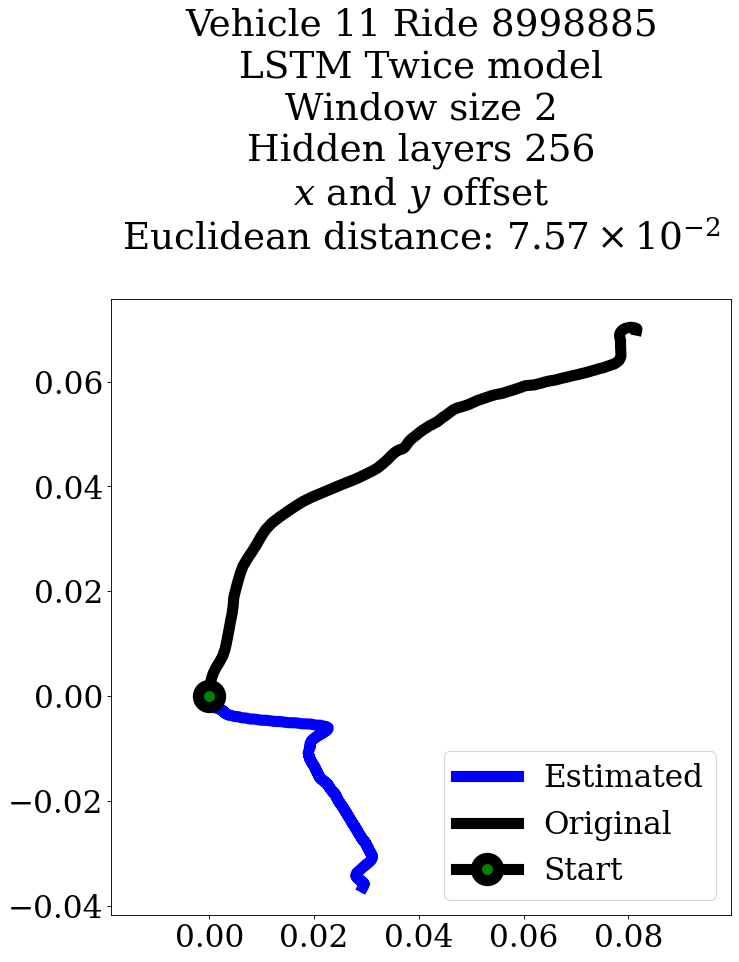 Vehicle 11 Ride 8998885
LSTM Twice model
Window size 2
Hidden layers 256
x and y offset
Euclidean distance: 7.57 × 10⁻²
0.06
0.04
0.02
0.00
−0.02
−0.04
Estimated
Original
Start
0.00 0.02 0.04 0.06 0.08